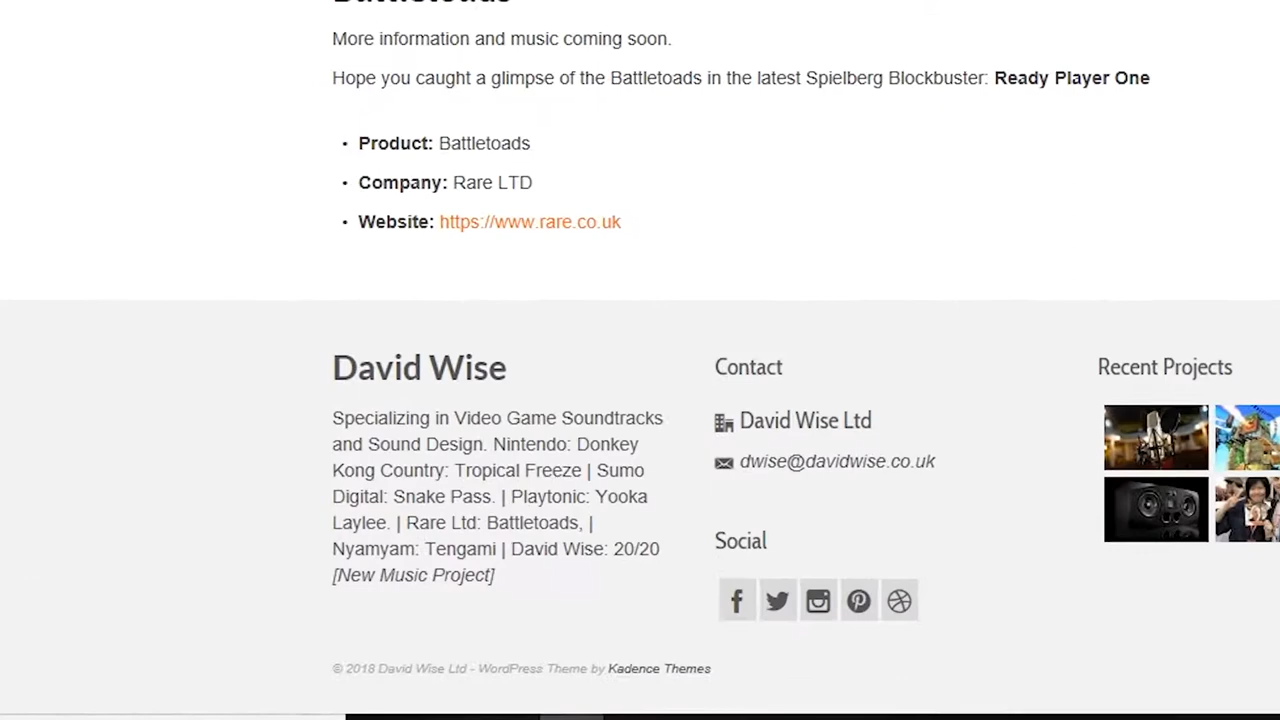 Battletoads
More information and music coming soon.
Hope you caught a glimpse of the Battletoads in the latest Spielberg Blockbuster: Ready Player One
• Product: Battletoads
• Company: Rare LTD
• Website: https://www.rare.co.uk
David Wise
Specializing in Video Game Soundtracks
and Sound Design. Nintendo: Donkey
Kong Country: Tropical Freeze | Sumo
Digital: Snake Pass. | Playtonic: Yooka
Laylee. | Rare Ltd: Battletoads, |
Nyamyam: Tengami | David Wise: 20/20
[New Music Project]
Contact
David Wise Ltd
dwise@davidwise.co.uk
Social
Recent Projects
© 2018 David Wise Ltd - WordPress Theme by Kadence Themes